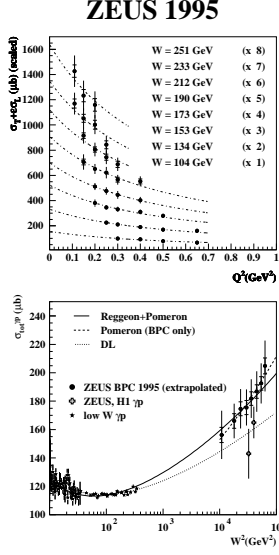 ZEUS 1995
σT+εσL (μb) (scaled)
1600
1400
1200
1000
800
600
400
200
W = 251 GeV (x 8)
W = 233 GeV (x 7)
W = 212 GeV (x 6)
W = 190 GeV (x 5)
W = 173 GeV (x 4)
W = 153 GeV (x 3)
W = 134 GeV (x 2)
W = 104 GeV (x 1)
0 0.1 0.2 0.3 0.4 0.5 0.6 0.7 0.8 0.9 1
Q²(GeV²)
σtot^γp (μb)
240
220
200
180
160
140
120
100
Reggeon+Pomeron
Pomeron (BPC only)
DL
ZEUS BPC 1995 (extrapolated)
ZEUS, H1 γp
low W γp
10² 10³ 10⁴ 10⁵
W²(GeV²)